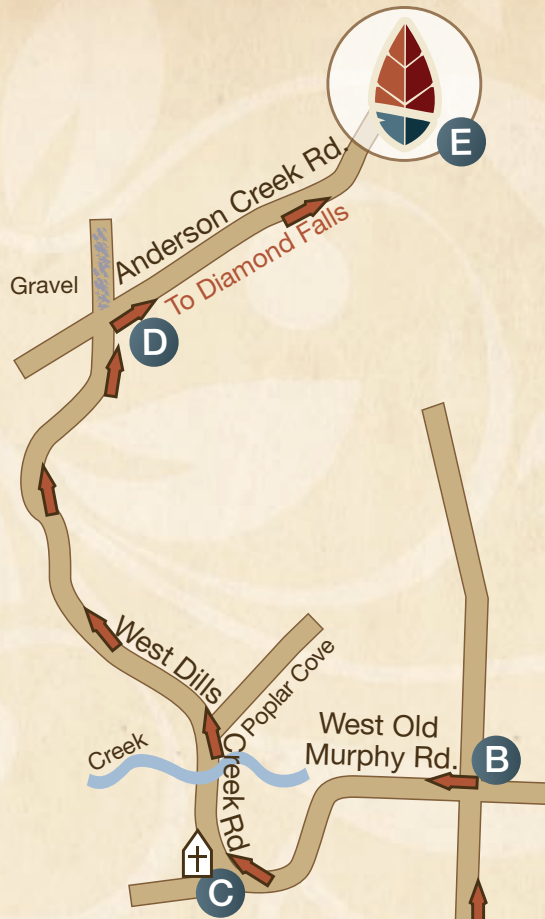 E
Anderson Creek Rd.
To Diamond Falls
Gravel
D
West Dills
Creek Rd
Poplar Cove
Creek
West Old
Murphy Rd.
B
C